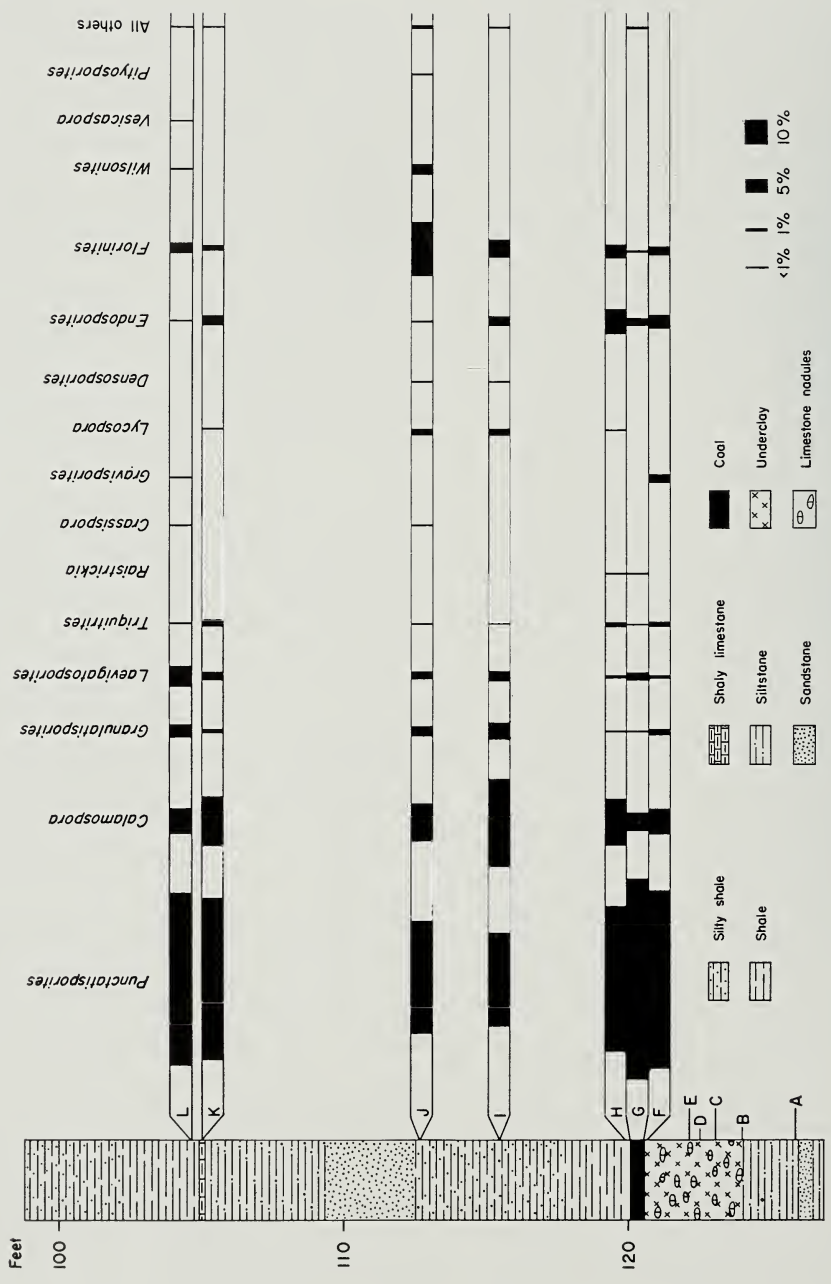 Feet
100
110
120
Punctatisporites
Calamospora
Granulatisporites
Laevigatosporites
Triquitrites
Raistrickia
Crassispora
Gravisporites
Lycospora
Densosporites
Endosporites
Florinites
Wilsonites
Vesicaspora
Pityosporites
All others
L
K
J
I
H
G
F
E
D
C
B
A
Silty shale
Shale
Shaly limestone
Siltstone
Sandstone
Coal
Underclay
Limestone nodules
<1%
1%
5%
10%